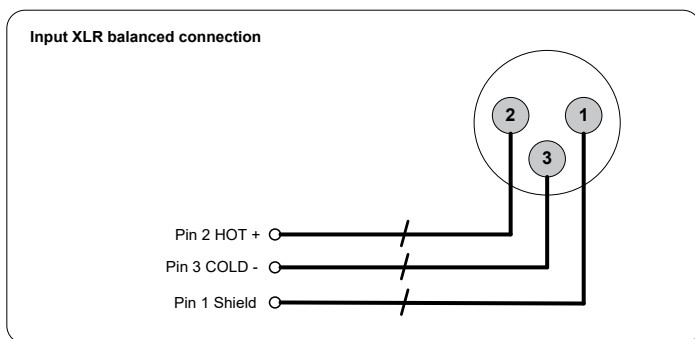 Input XLR balanced connection
2 1
3
Pin 2 HOT +
Pin 3 COLD -
Pin 1 Shield